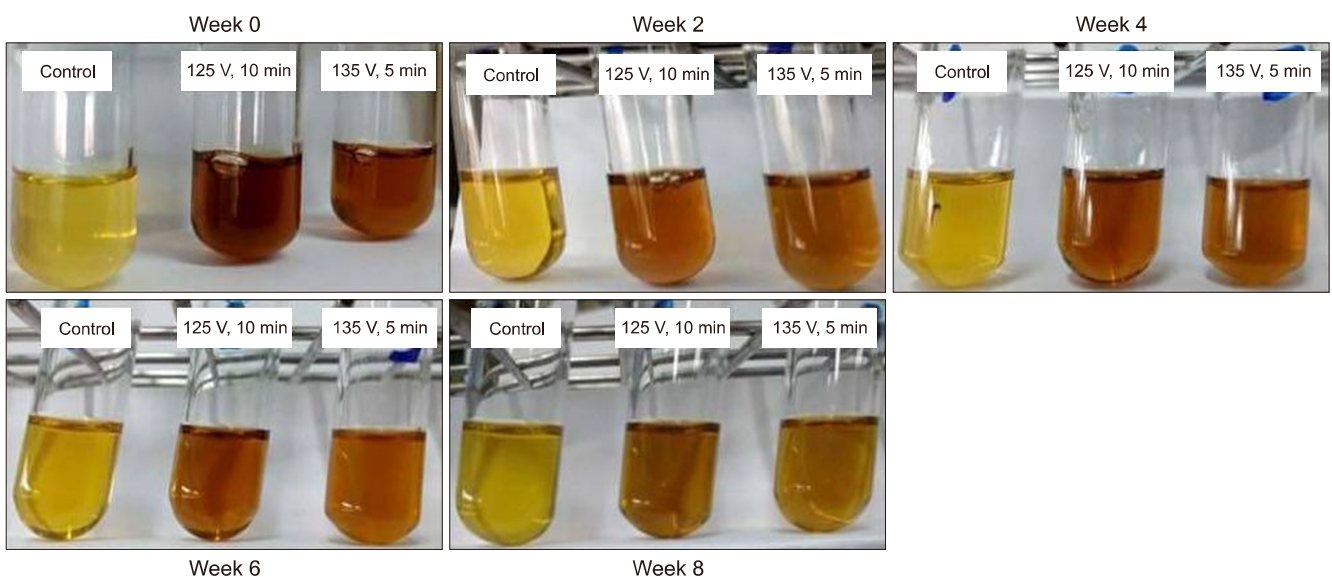 Week 0
Week 2
Week 4
Control
125 V, 10 min
135 V, 5 min
Control
125 V, 10 min
135 V, 5 min
Control
125 V, 10 min
135 V, 5 min
Control
125 V, 10 min
135 V, 5 min
Control
125 V, 10 min
135 V, 5 min
Week 6
Week 8